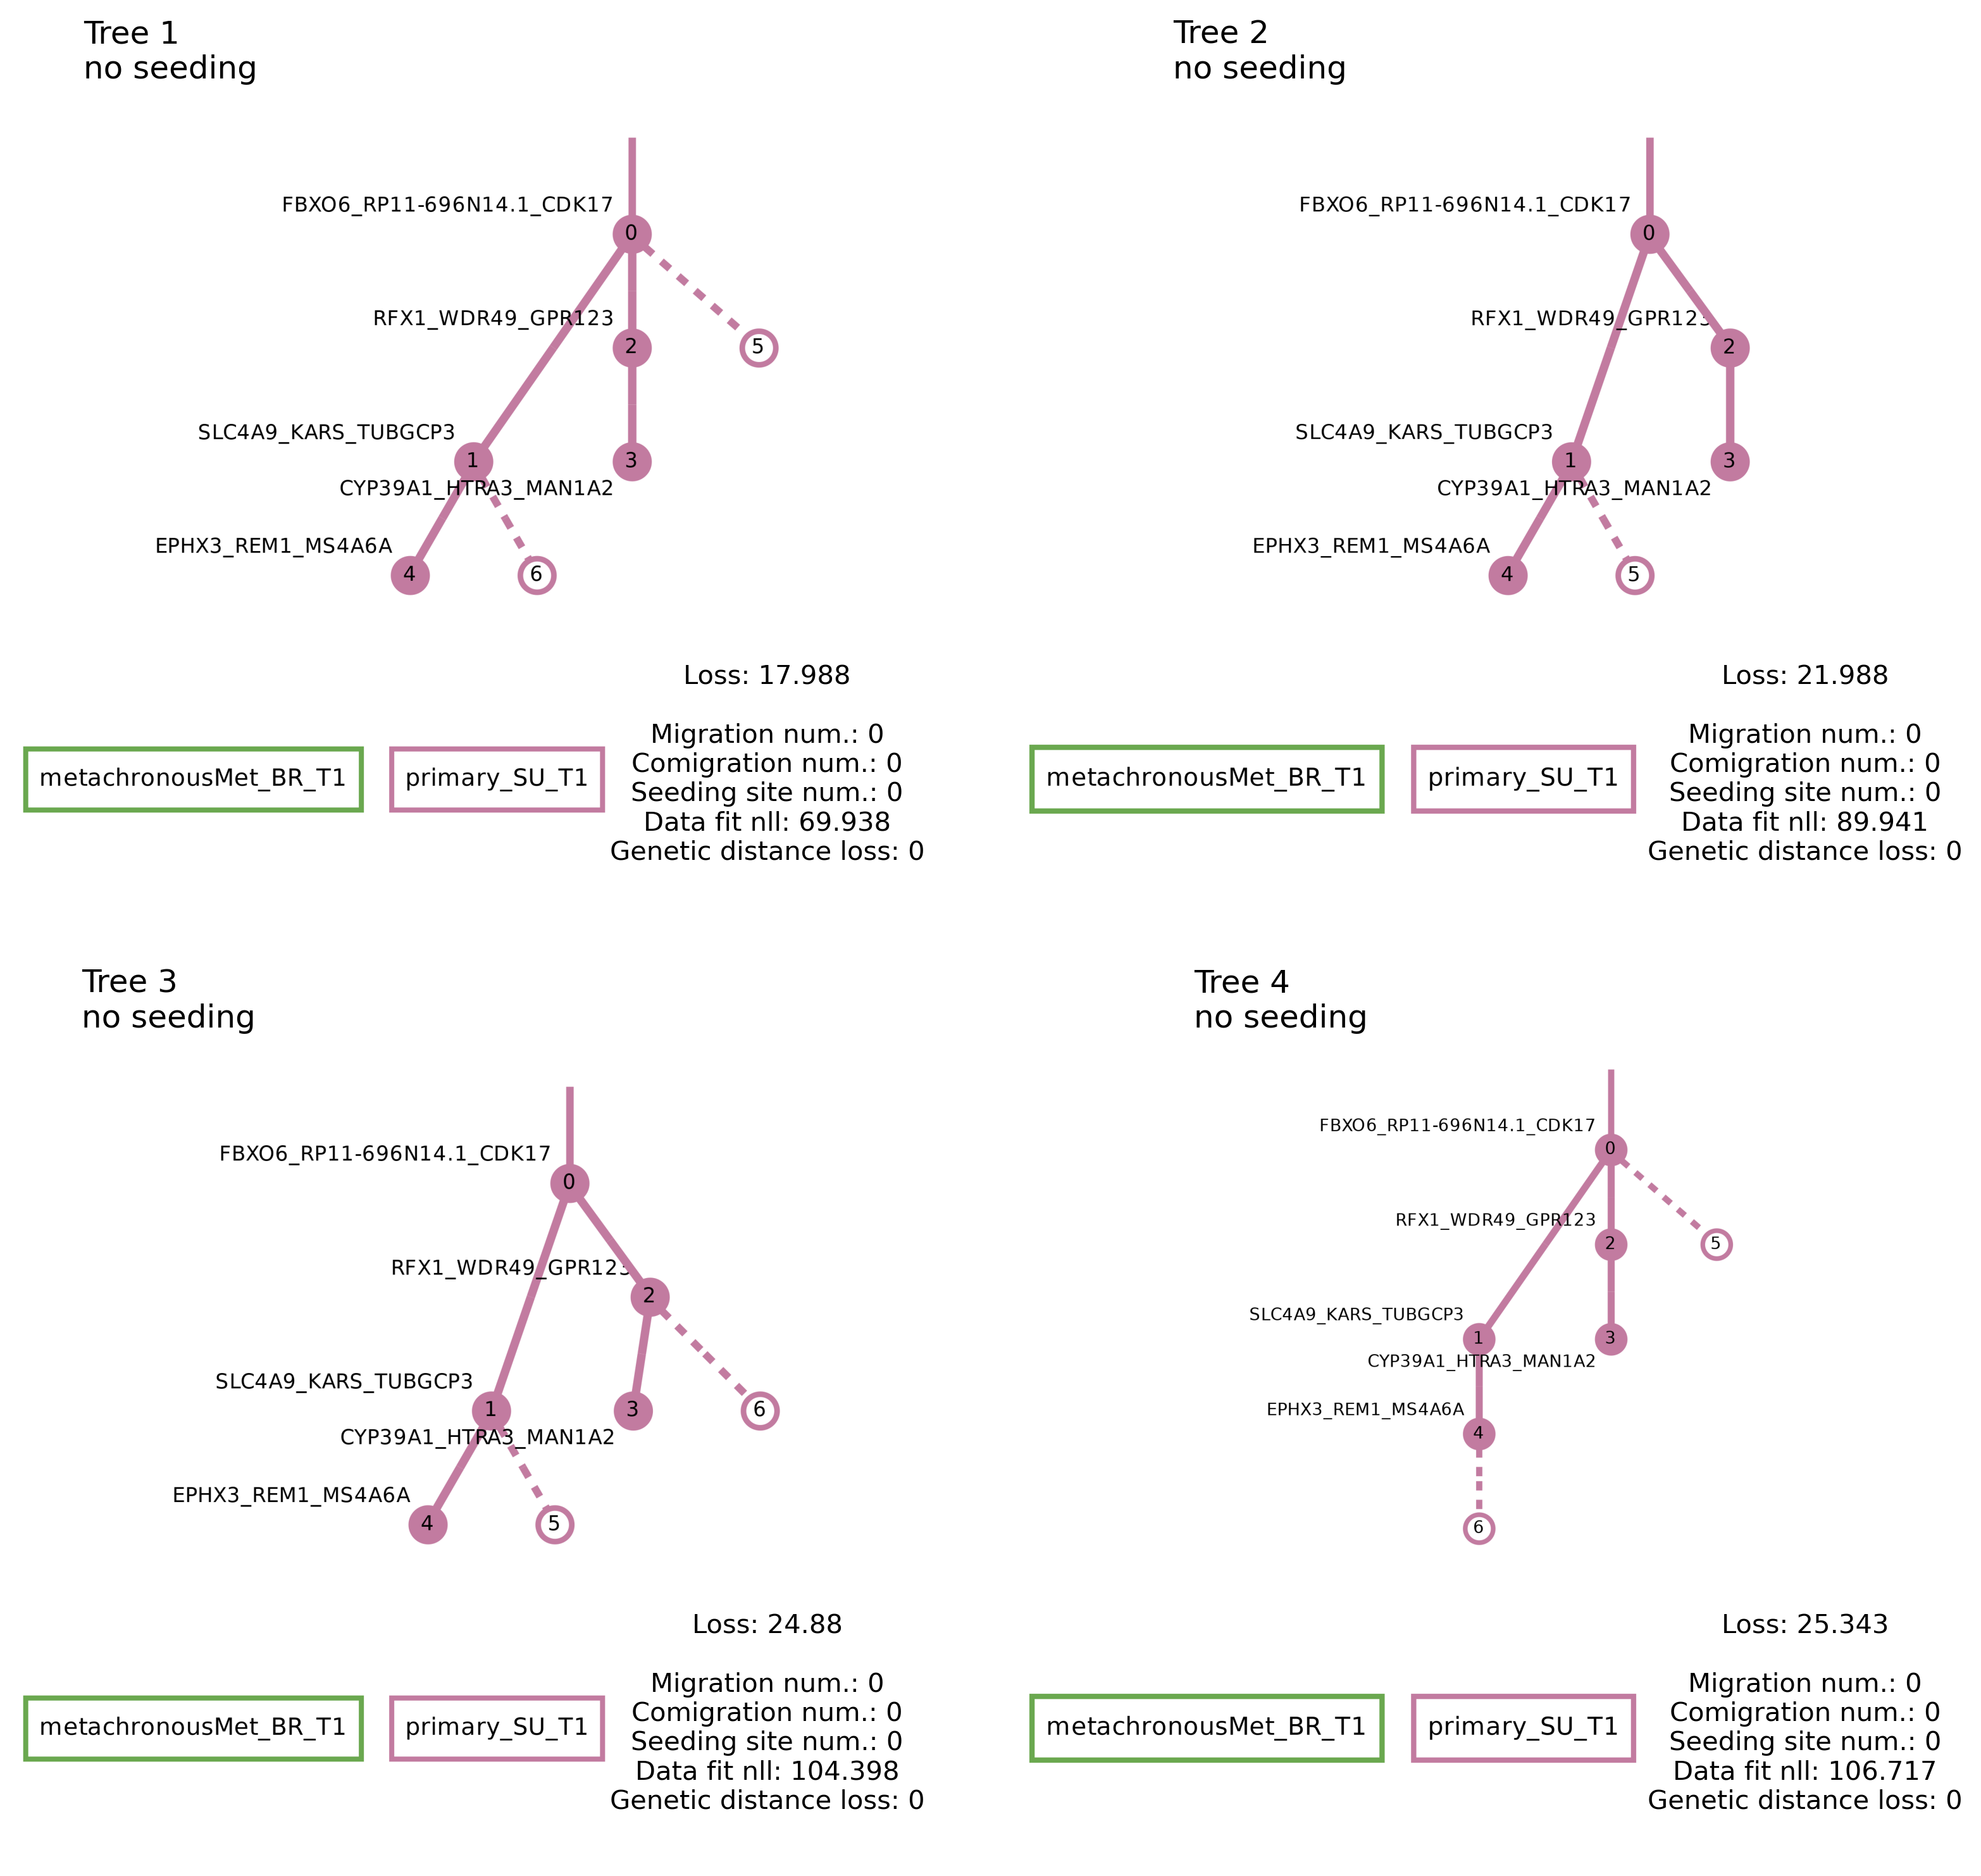 Tree 1
no seeding
FBXO6_RP11-696N14.1_CDK17
0
RFX1_WDR49_GPR123
2
5
SLC4A9_KARS_TUBGCP3
1
3
CYP39A1_HTRA3_MAN1A2
EPHX3_REM1_MS4A6A
4
6
Loss: 17.988
Migration num.: 0
Comigration num.: 0
Seeding site num.: 0
Data fit nll: 69.938
Genetic distance loss: 0
metachronousMet_BR_T1
primary_SU_T1
Tree 2
no seeding
FBXO6_RP11-696N14.1_CDK17
0
RFX1_WDR49_GPR123
2
SLC4A9_KARS_TUBGCP3
1
3
CYP39A1_HTRA3_MAN1A2
EPHX3_REM1_MS4A6A
4
5
Loss: 21.988
Migration num.: 0
Comigration num.: 0
Seeding site num.: 0
Data fit nll: 89.941
Genetic distance loss: 0
metachronousMet_BR_T1
primary_SU_T1
Tree 3
no seeding
FBXO6_RP11-696N14.1_CDK17
0
RFX1_WDR49_GPR123
2
SLC4A9_KARS_TUBGCP3
1
3
6
CYP39A1_HTRA3_MAN1A2
EPHX3_REM1_MS4A6A
4
5
Loss: 24.88
Migration num.: 0
Comigration num.: 0
Seeding site num.: 0
Data fit nll: 104.398
Genetic distance loss: 0
metachronousMet_BR_T1
primary_SU_T1
Tree 4
no seeding
FBXO6_RP11-696N14.1_CDK17
0
RFX1_WDR49_GPR123
2
5
SLC4A9_KARS_TUBGCP3
1
3
CYP39A1_HTRA3_MAN1A2
EPHX3_REM1_MS4A6A
4
6
Loss: 25.343
Migration num.: 0
Comigration num.: 0
Seeding site num.: 0
Data fit nll: 106.717
Genetic distance loss: 0
metachronousMet_BR_T1
primary_SU_T1